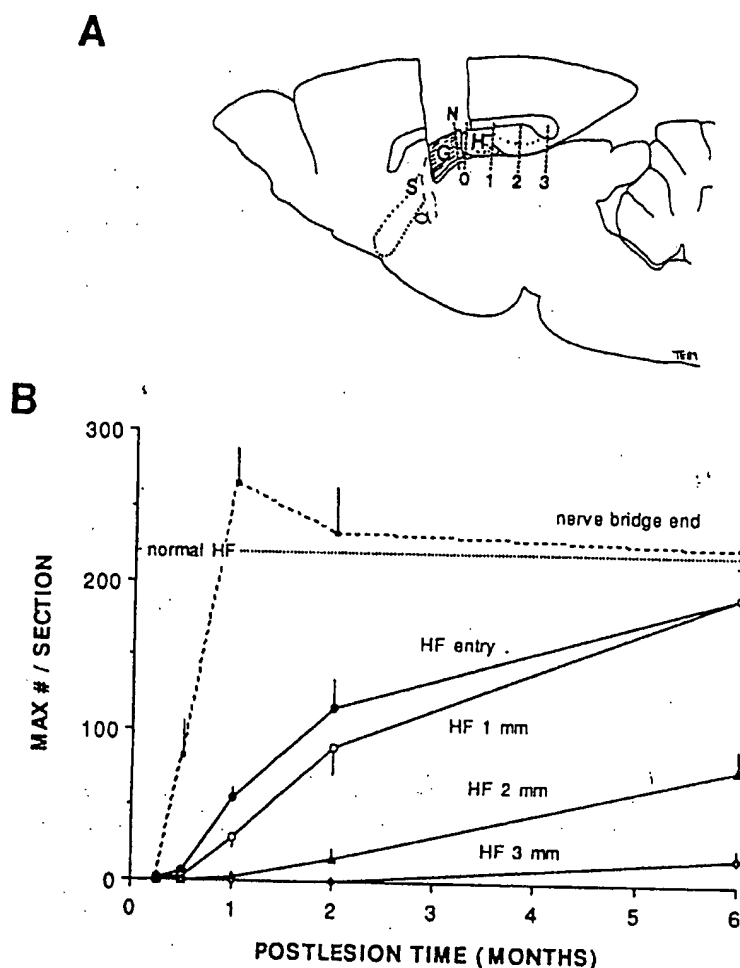 A
N
G
H
S
0
1
2
3
B
300
200
100
0
MAX # / SECTION
nerve bridge end
normal HF
HF entry
HF 1 mm
HF 2 mm
HF 3 mm
0 1 2 3 4 5 6
POSTLESION TIME (MONTHS)